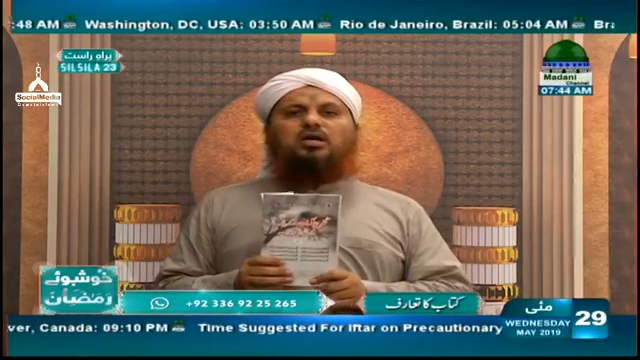 7:48 AM Washington, DC, USA: 03:50 AM Rio de Janeiro, Brazil: 05:04 AM Bra
براہِ راست
SILSILA 23
SocialMedia
Madani
Channel
07:44 AM
خوشبوئے
رمضان
+92 336 92 25 265
کتاب کا تعارف
مئی
29
WEDNESDAY
MAY 2019
ver, Canada: 09:10 PM Time Suggested For Iftar on Precautionary